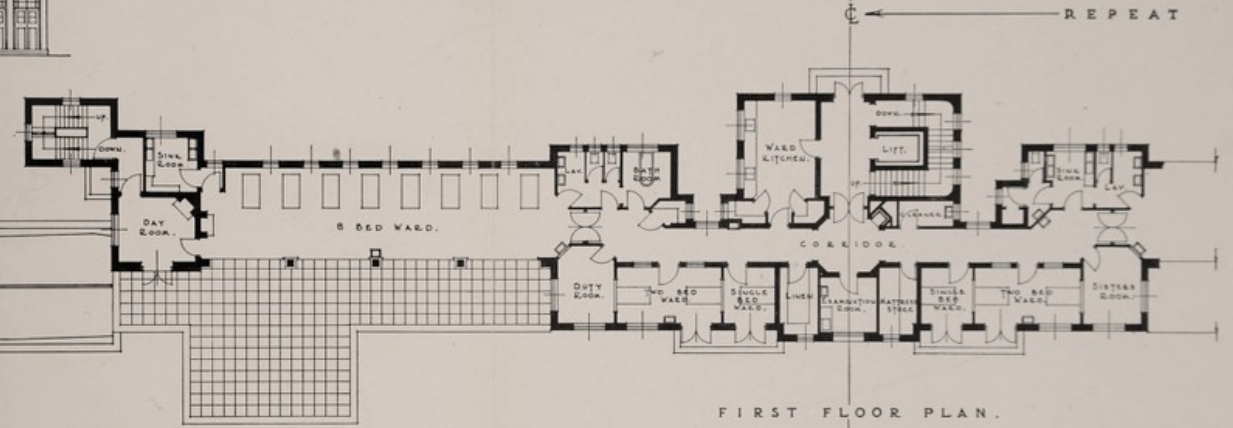 REPEAT
UP.
DOWN.
SINK
ROOM
DAY
ROOM.
8 BED WARD.
LAV.
BATH
ROOM
WARD
KITCHEN.
DOWN.
LIFT.
UP.
SINK
ROOM.
LAV.
CORRIDOR.
DUTY
ROOM.
TWO BED
WARD.
SINGLE
BED
WARD.
LINEN
EXAMINATION
ROOM.
MATTRESS
STORE
SINGLE
BED
WARD.
TWO BED
WARD.
SISTERS
ROOM.
FIRST FLOOR PLAN.